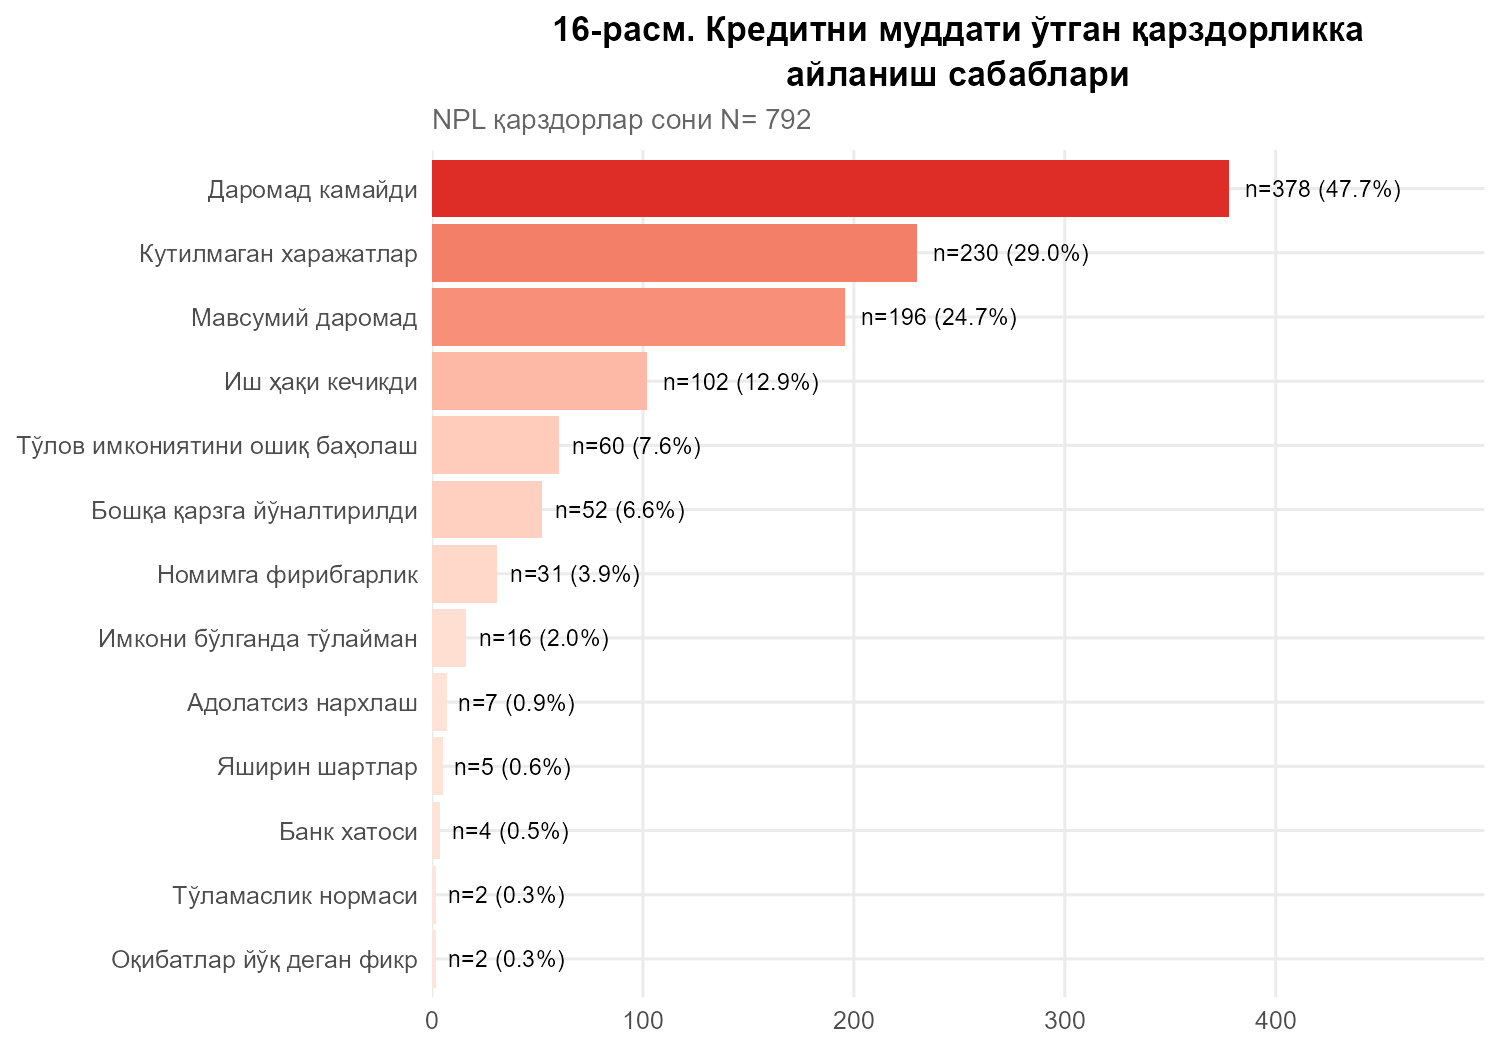 16-расм. Кредитни муддати ўтган қарздорликка
айланиш сабаблари
NPL қарздорлар сони N= 792
Даромад камайди n=378 (47.7%)
Кутилмаган харажатлар n=230 (29.0%)
Мавсумий даромад n=196 (24.7%)
Иш ҳақи кечикди n=102 (12.9%)
Тўлов имкониятини ошиқ баҳолаш n=60 (7.6%)
Бошқа қарзга йўналтирилди n=52 (6.6%)
Номимга фирибгарлик n=31 (3.9%)
Имкони бўлганда тўлайман n=16 (2.0%)
Адолатсиз нархлаш n=7 (0.9%)
Яширин шартлар n=5 (0.6%)
Банк хатоси n=4 (0.5%)
Тўламаслик нормаси n=2 (0.3%)
Оқибатлар йўқ деган фикр n=2 (0.3%)
0 100 200 300 400